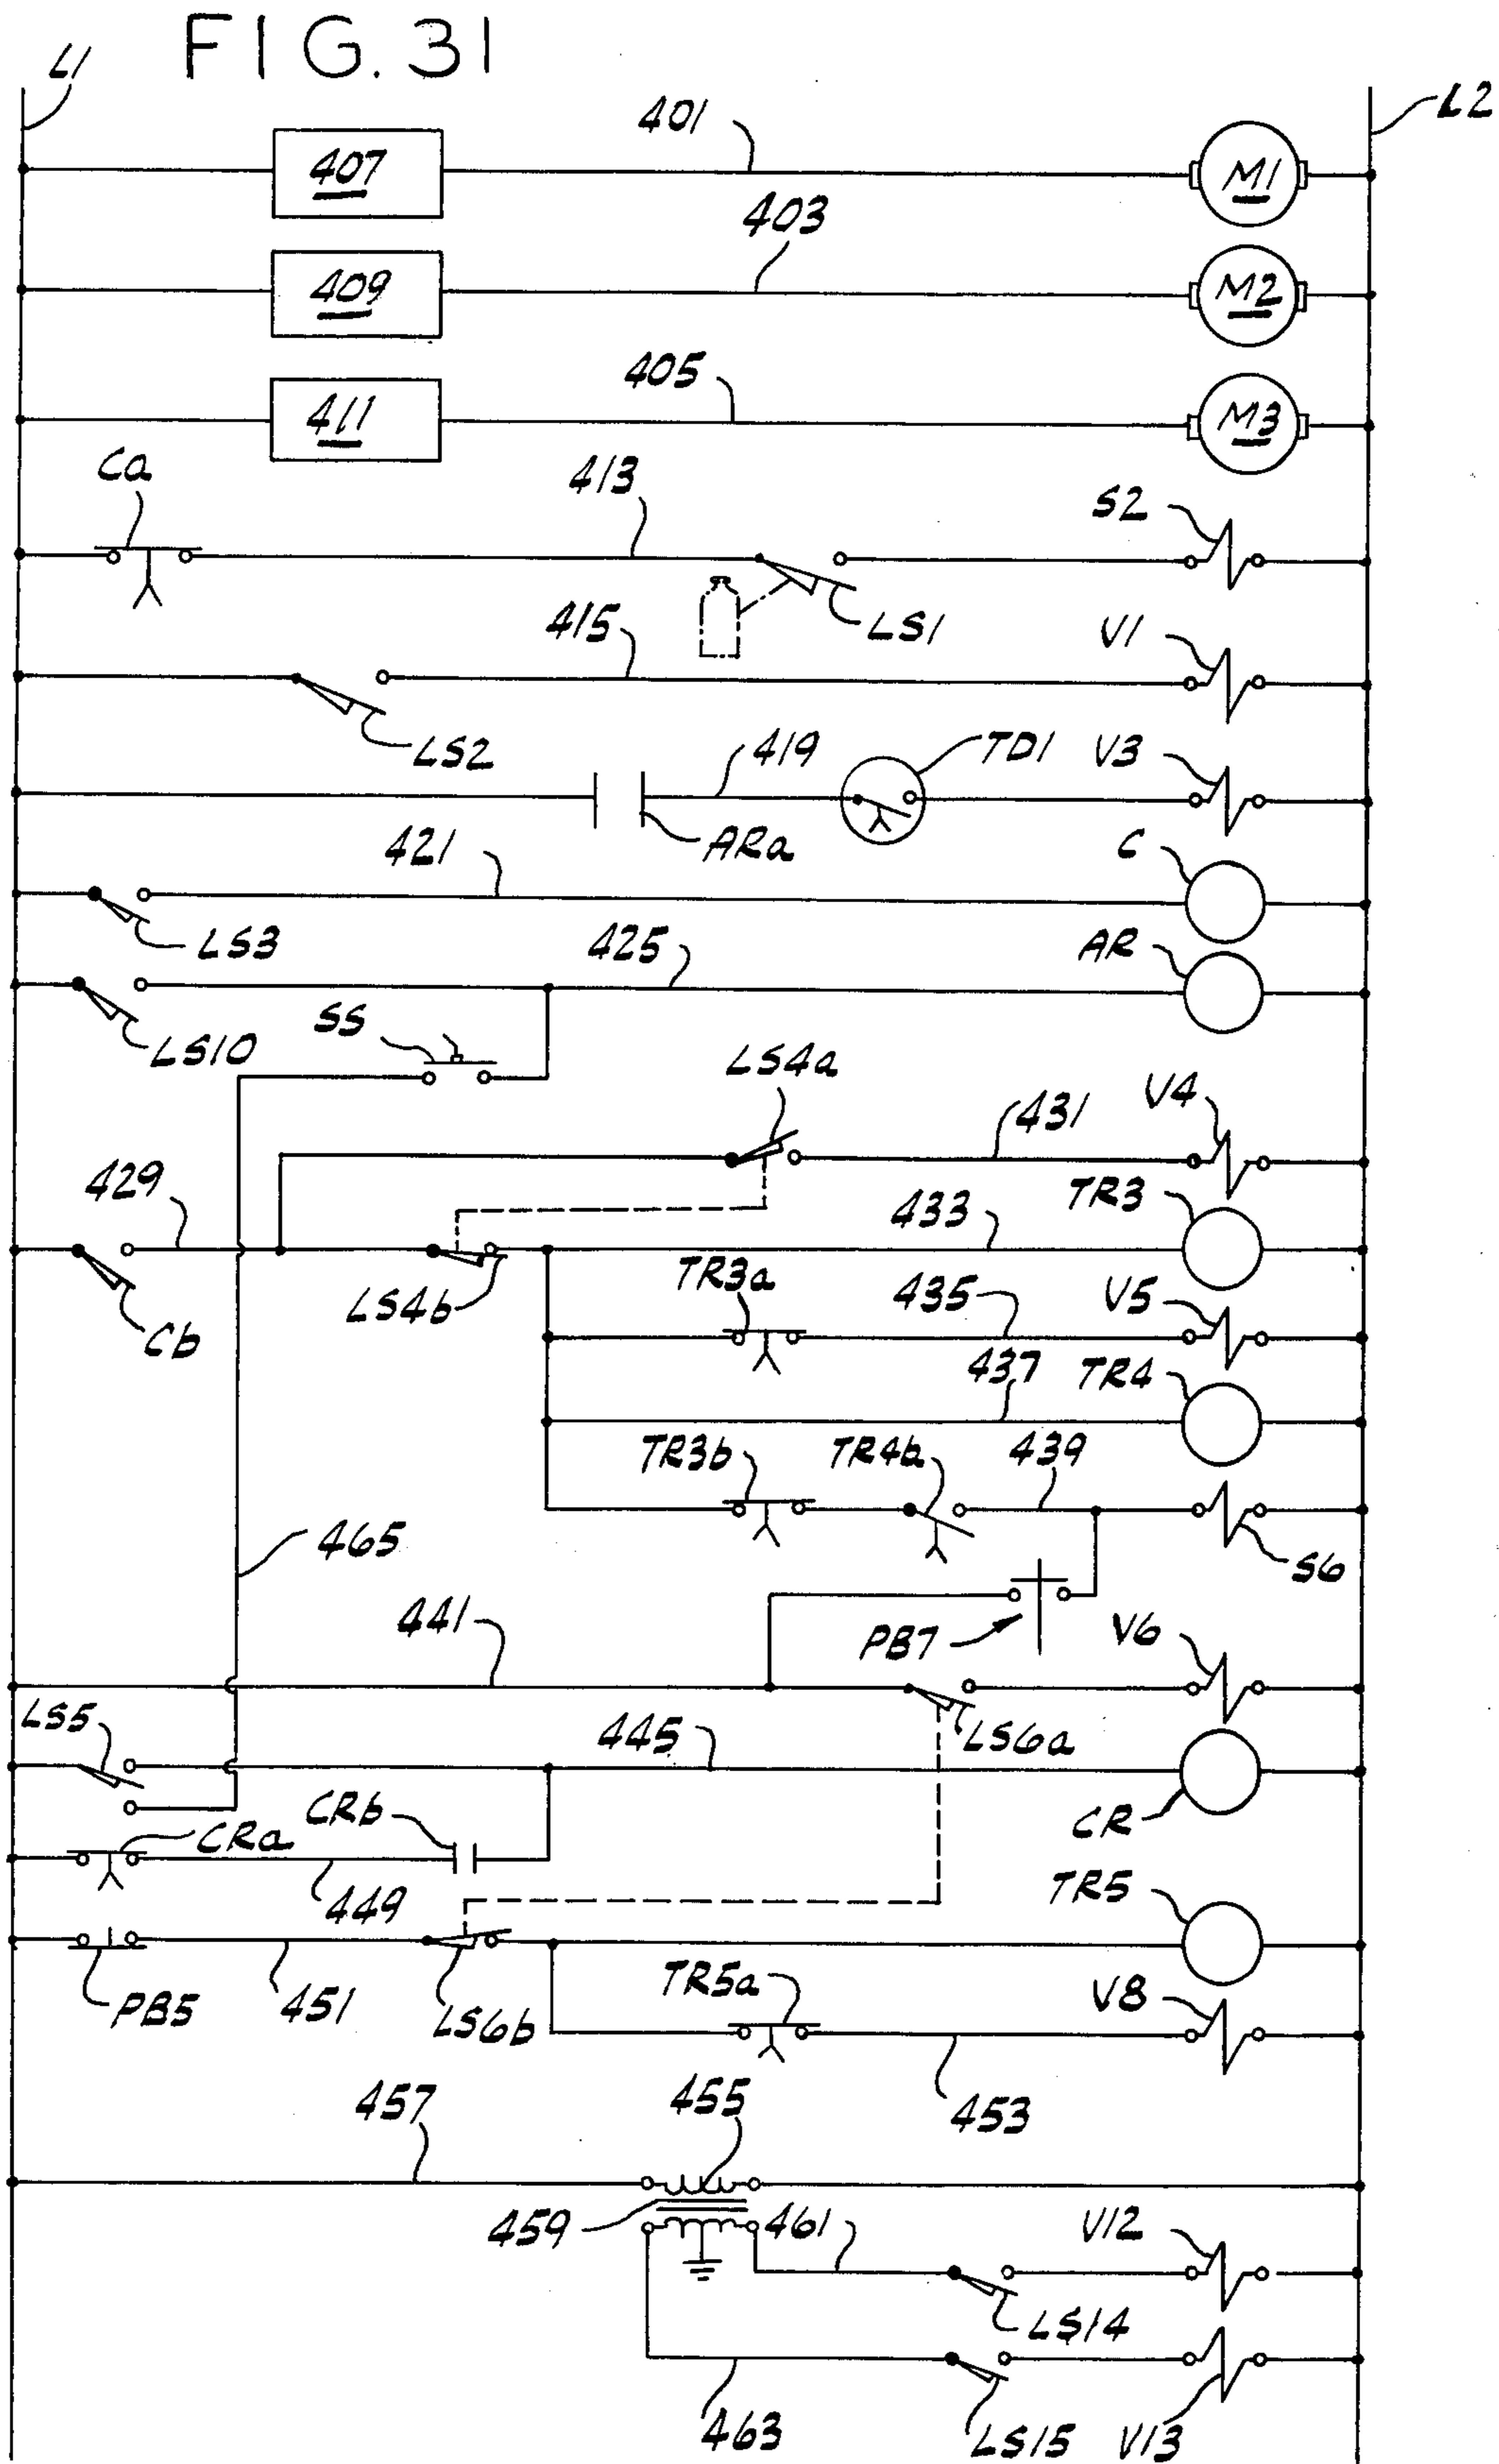 FIG. 31
L1
L2
401
407
M1
403
409
M2
405
411
M3
Ca
413
S2
LS1
415
V1
LS2
419
TD1
V3
ARa
421
C
LS3
425
AR
LS10
SS
LS4a
431
V4
429
433
TR3
LS4b
TR3a
435
V5
Cb
437
TR4
TR3b
TR4b
439
465
S6
441
PB7
V6
LS5
445
LS6a
CRb
CR
CRa
449
TR5
PB5
451
LS6b
TR5a
V8
457
455
453
459
461
V12
LS14
463
LS15
V13